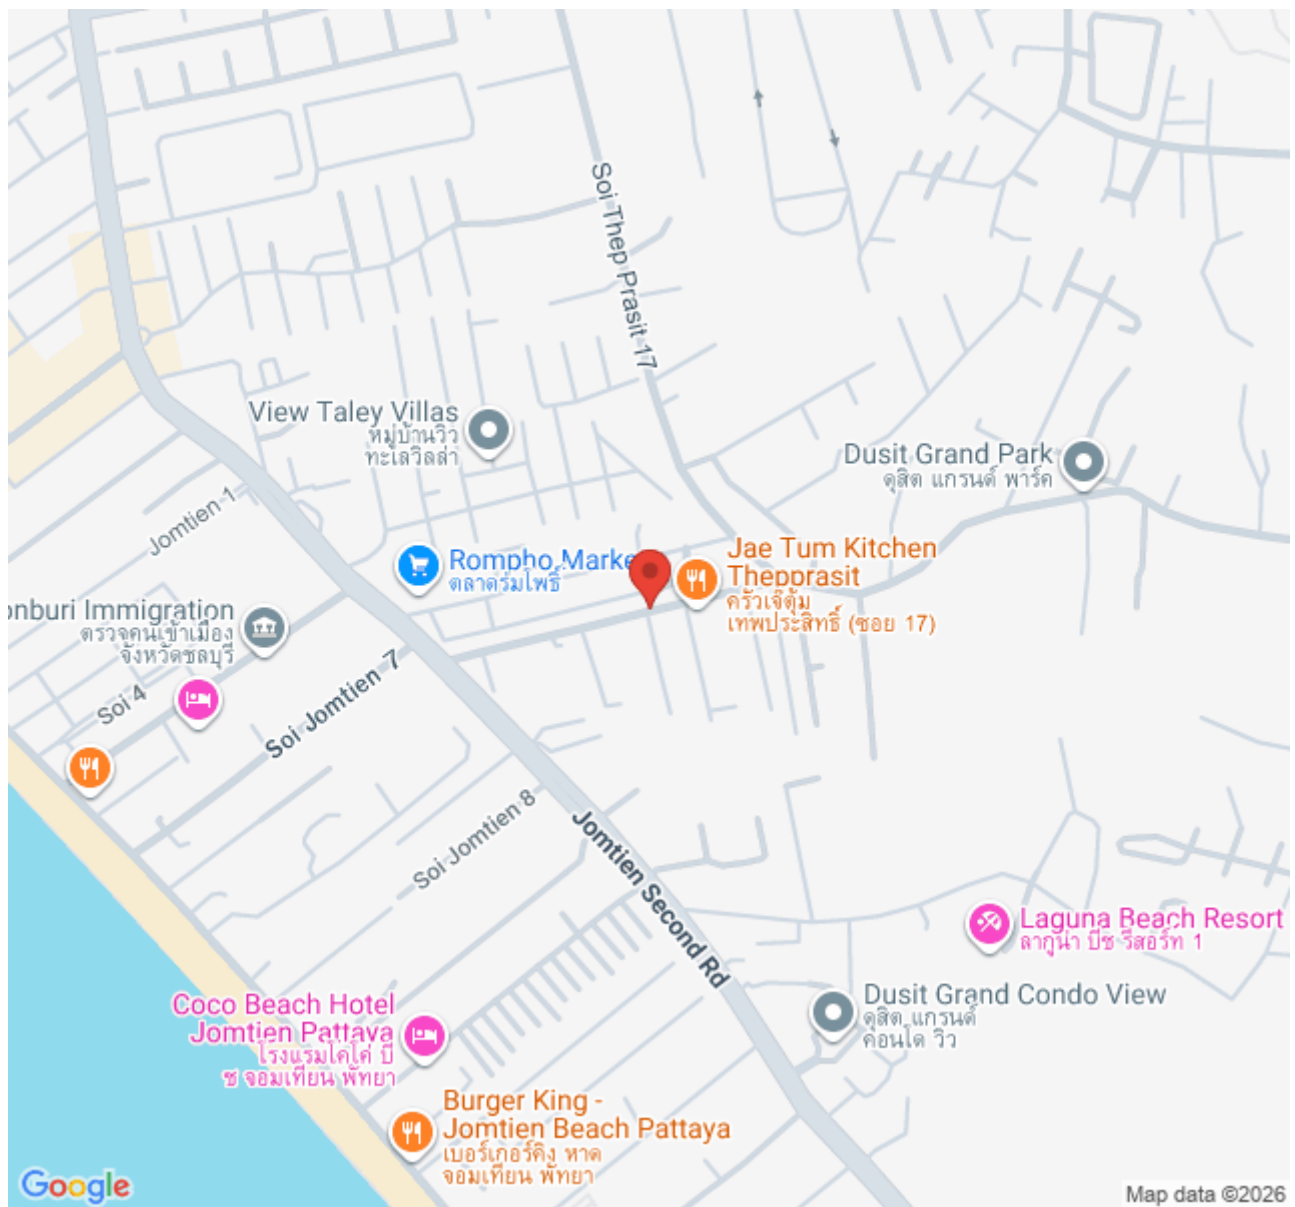 Soi Thep Prasit 17
View Taley Villas
หมู่บ้านวิว
ทะเลวิลล่า
Dusit Grand Park
ดุสิต แกรนด์ พาร์ค
Jomtien 1
Rompho Marke
ตลาดร่มโพธิ์
Jae Tum Kitchen
Thepprasit
ครัวเจ๊ตุ้ม
เทพประสิทธิ์ (ซอย 17)
onburi Immigration
ตรวจคนเข้าเมือง
จังหวัดชลบุรี
Soi 4
Soi Jomtien 7
Soi Jomtien 8
Jomtien Second Rd
Laguna Beach Resort
ลากูน่า บีช รีสอร์ท 1
Dusit Grand Condo View
ดุสิต แกรนด์
คอนโด วิว
Coco Beach Hotel
Jomtien Pattaya
โรงแรมโคโค่ บี
ช จอมเทียน พัทยา
Burger King -
Jomtien Beach Pattaya
เบอร์เกอร์คิง หาด
จอมเทียน พัทยา
Google
Map data ©2026